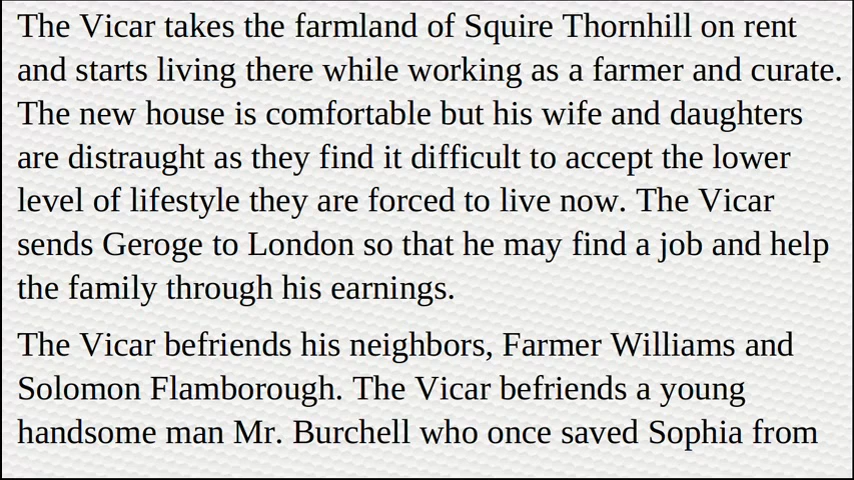 The Vicar takes the farmland of Squire Thornhill on rent
and starts living there while working as a farmer and curate.
The new house is comfortable but his wife and daughters
are distraught as they find it difficult to accept the lower
level of lifestyle they are forced to live now. The Vicar
sends Geroge to London so that he may find a job and help
the family through his earnings.
The Vicar befriends his neighbors, Farmer Williams and
Solomon Flamborough. The Vicar befriends a young
handsome man Mr. Burchell who once saved Sophia from